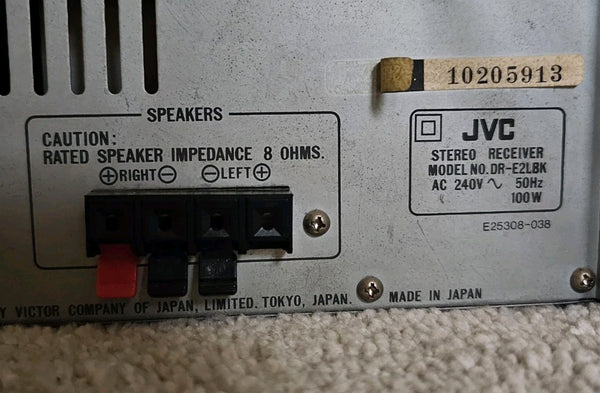 10205913
SPEAKERS
CAUTION:
RATED SPEAKER IMPEDANCE 8 OHMS.
⊕RIGHT⊖ ⊖LEFT⊕
JVC
STEREO RECEIVER
MODEL NO. DR-E2LBK
AC 240V ∿ 50Hz
100W
E25308-038
Y VICTOR COMPANY OF JAPAN, LIMITED. TOKYO, JAPAN. MADE IN JAPAN